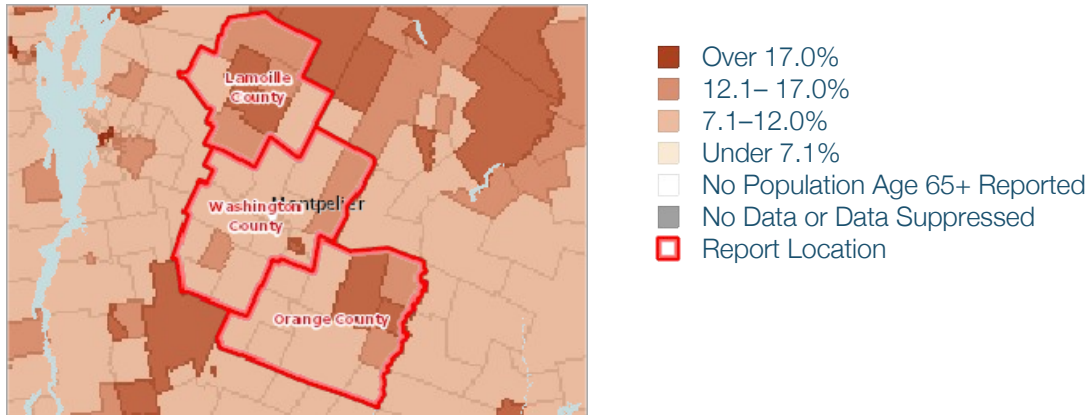 Lamoille
County
Montpelier
Washington
County
Orange County
Over 17.0%
12.1– 17.0%
7.1–12.0%
Under 7.1%
No Population Age 65+ Reported
No Data or Data Suppressed
Report Location